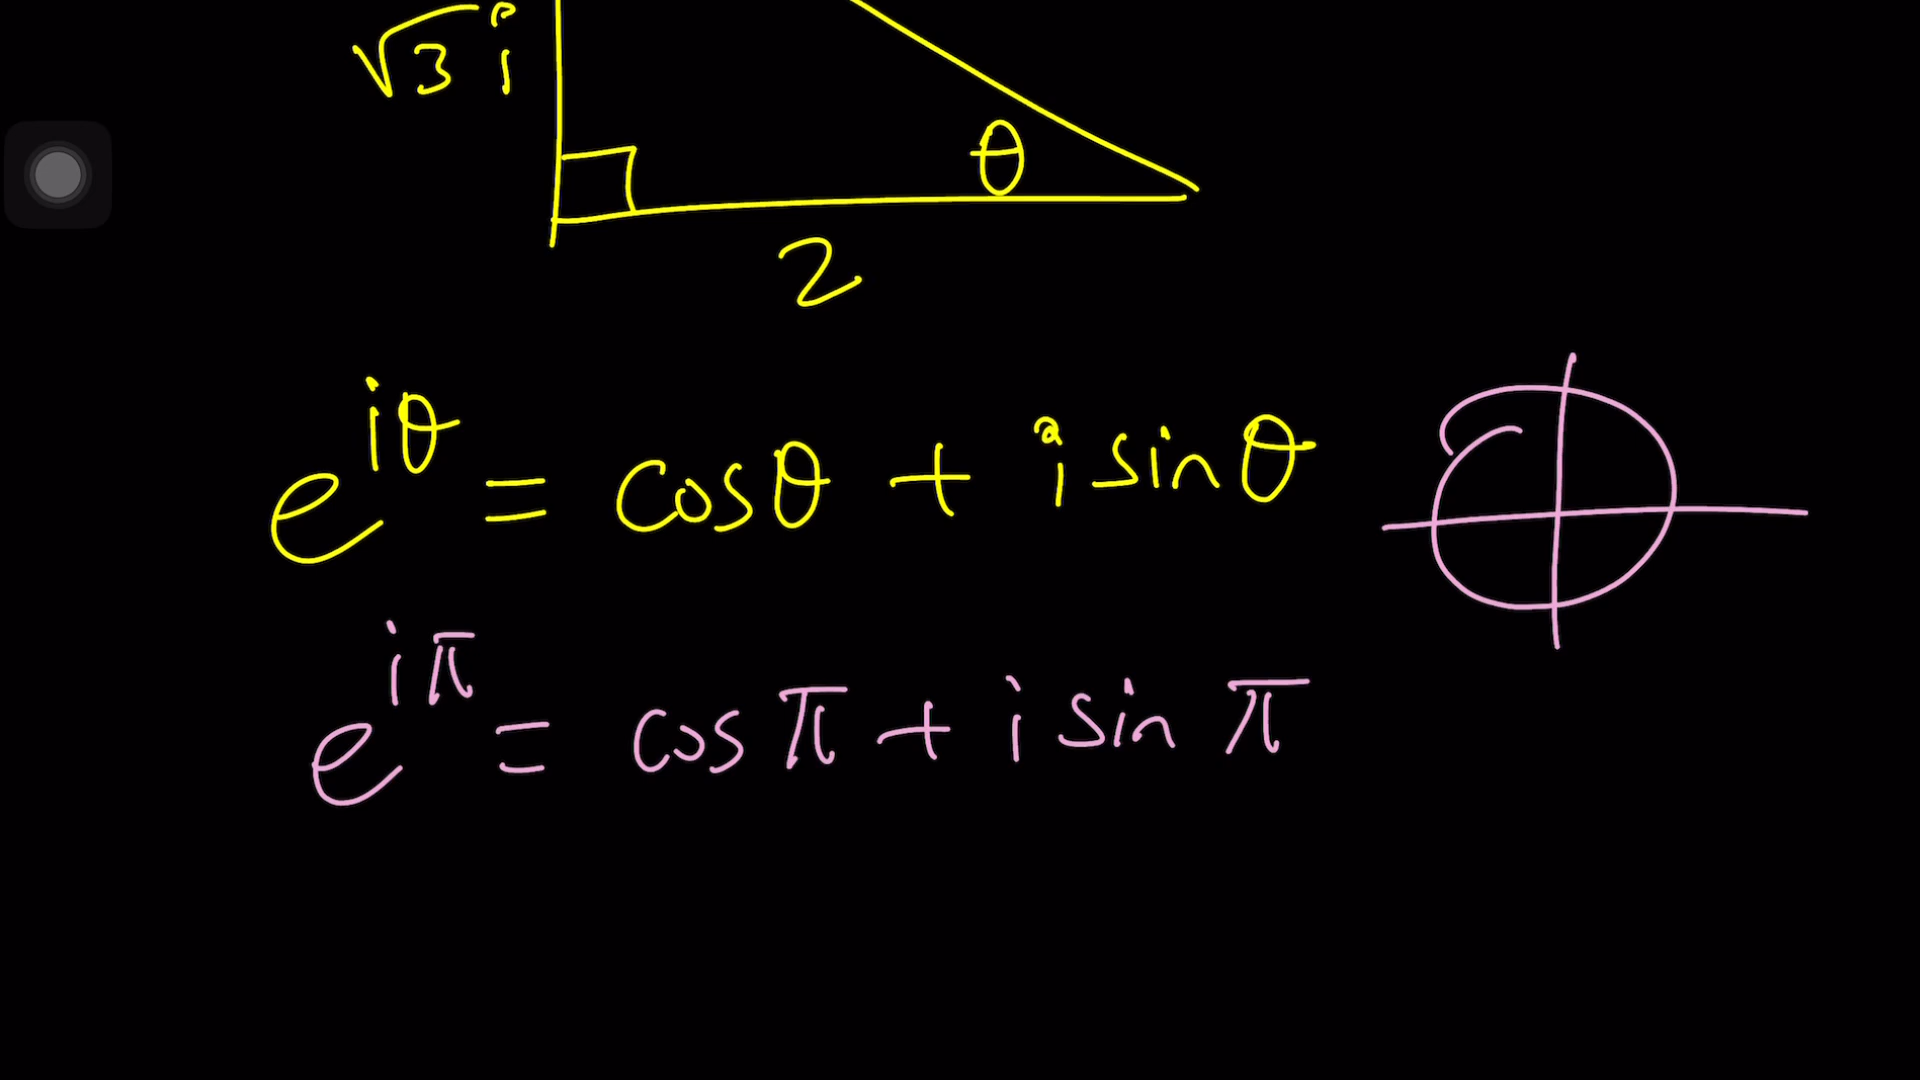 √3 i
θ
2
e^{iθ} = cosθ + i sinθ
e^{iπ} = cos π + i sin π